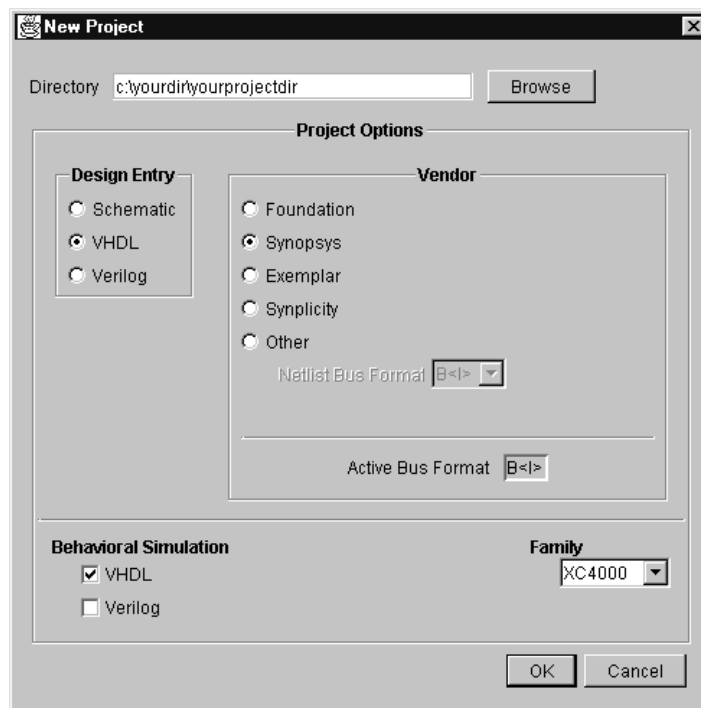 New Project
Directory c:\yourdir\yourprojectdir Browse
Project Options
Design Entry
Schematic
VHDL
Verilog
Vendor
Foundation
Synopsys
Exemplar
Synplicity
Other
Netlist Bus Format B<I>
Active Bus Format B<I>
Behavioral Simulation
VHDL
Verilog
Family
XC4000
OK Cancel